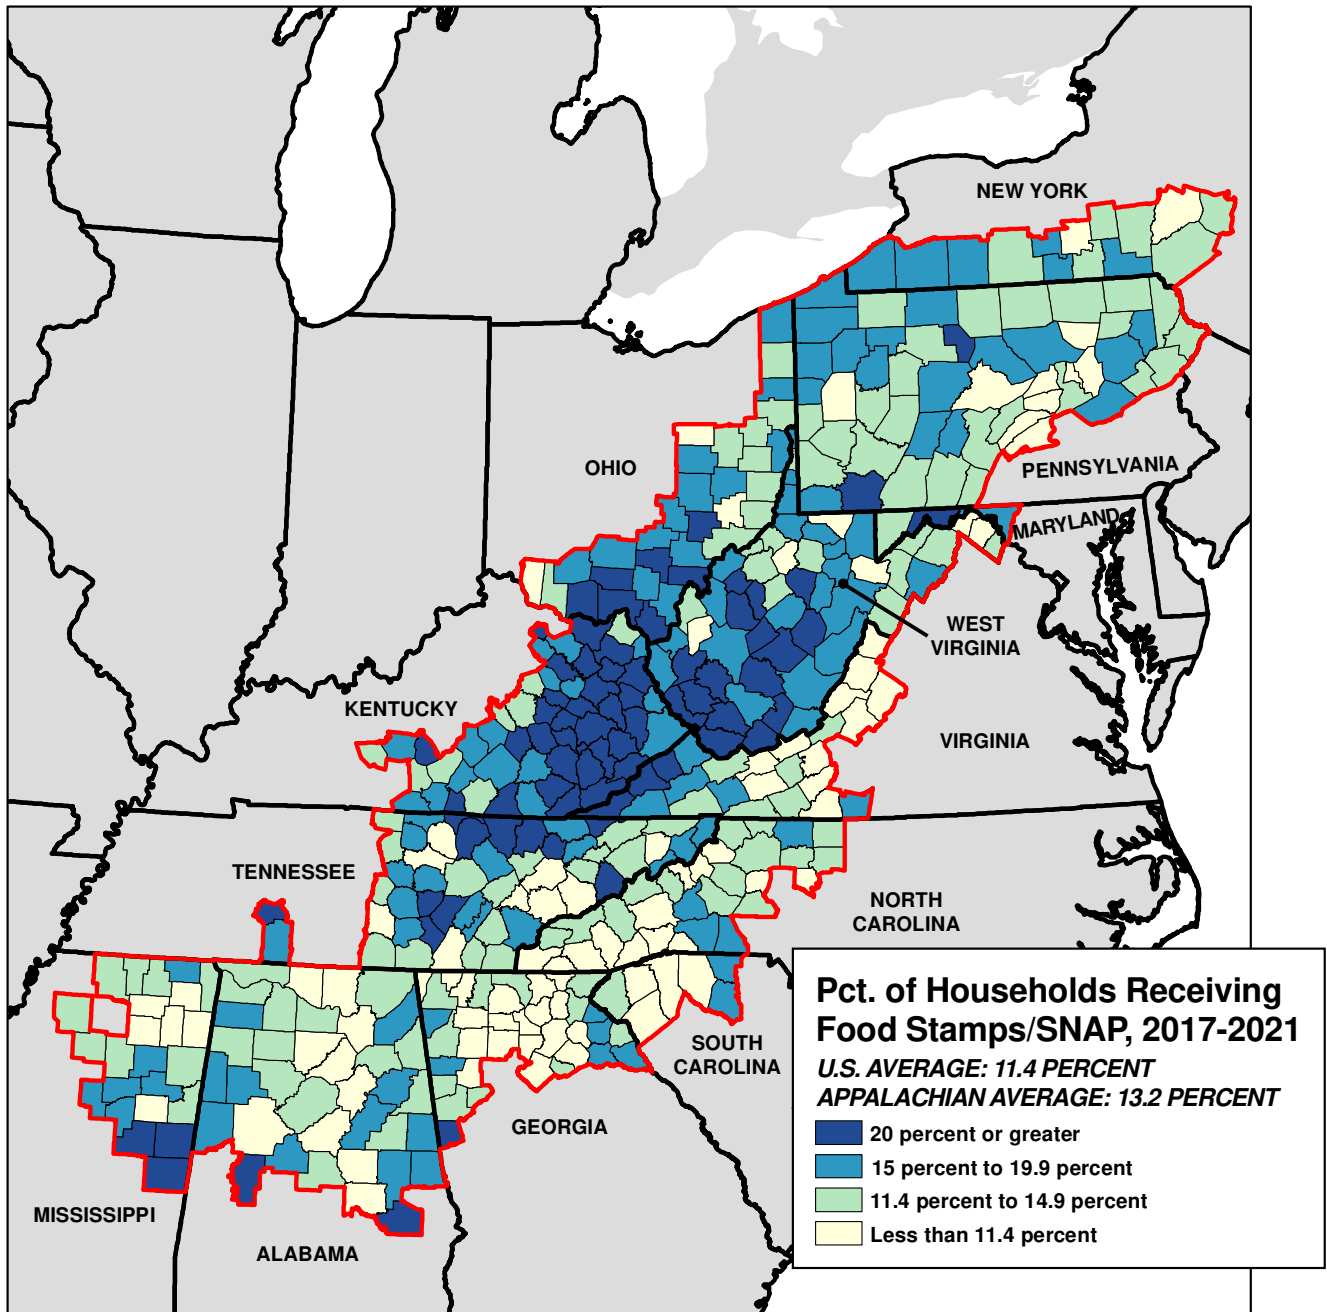 NEW YORK
OHIO
PENNSYLVANIA
MARYLAND
WEST
VIRGINIA
KENTUCKY
VIRGINIA
TENNESSEE
NORTH
CAROLINA
SOUTH
CAROLINA
GEORGIA
MISSISSIPPI
ALABAMA
Pct. of Households Receiving
Food Stamps/SNAP, 2017-2021
U.S. AVERAGE: 11.4 PERCENT
APPALACHIAN AVERAGE: 13.2 PERCENT
20 percent or greater
15 percent to 19.9 percent
11.4 percent to 14.9 percent
Less than 11.4 percent